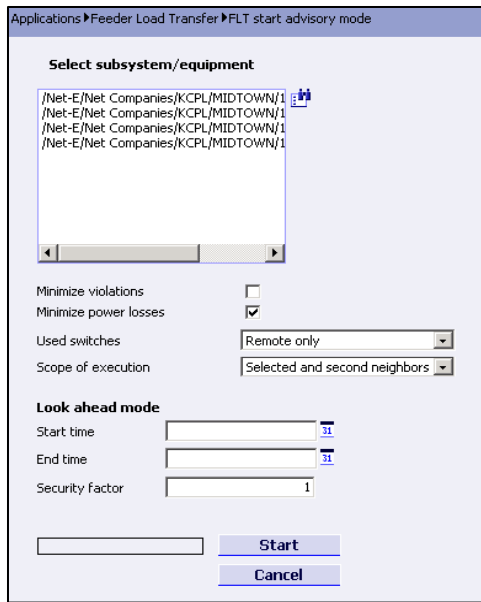 Applications▶Feeder Load Transfer▶FLT start advisory mode
Select subsystem/equipment
/Net-E/Net Companies/KCPL/MIDTOWN/1
/Net-E/Net Companies/KCPL/MIDTOWN/1
/Net-E/Net Companies/KCPL/MIDTOWN/1
/Net-E/Net Companies/KCPL/MIDTOWN/1
Minimize violations
Minimize power losses
Used switches Remote only
Scope of execution Selected and second neighbors
Look ahead mode
Start time 31
End time 31
Security factor 1
Start
Cancel